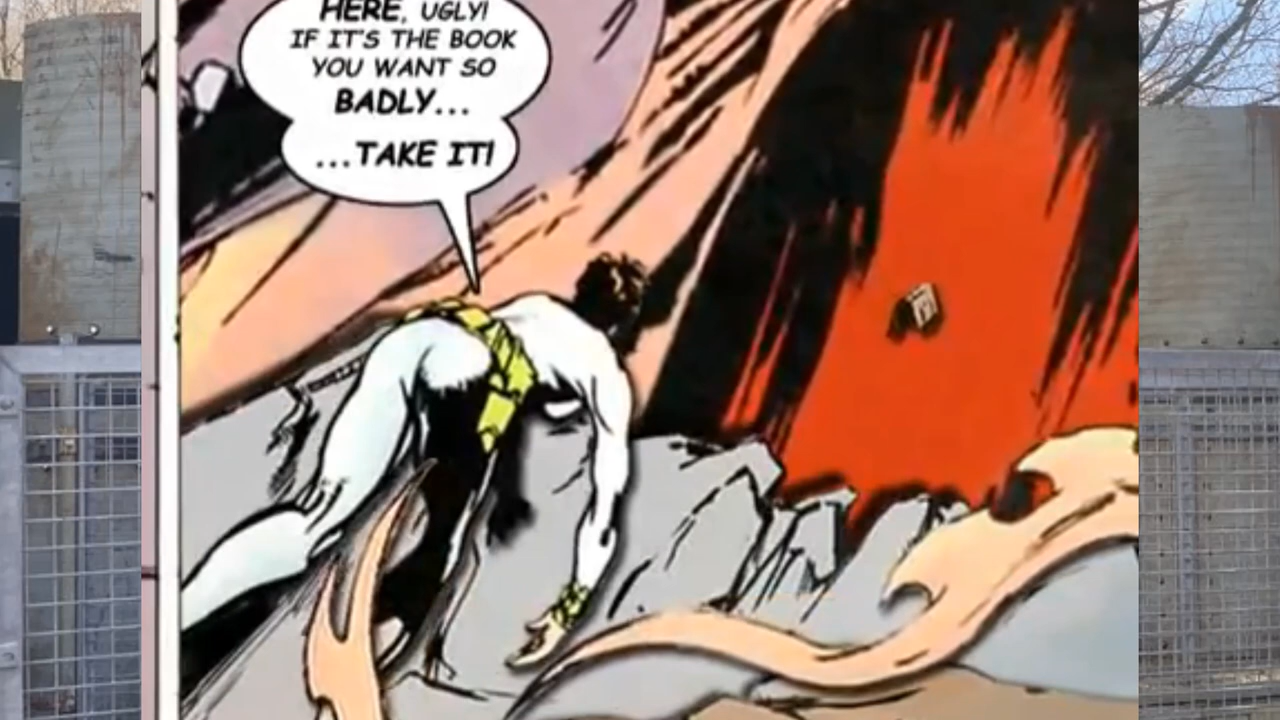 HERE, UGLY!
IF IT'S THE BOOK
YOU WANT SO
BADLY...
...TAKE IT!